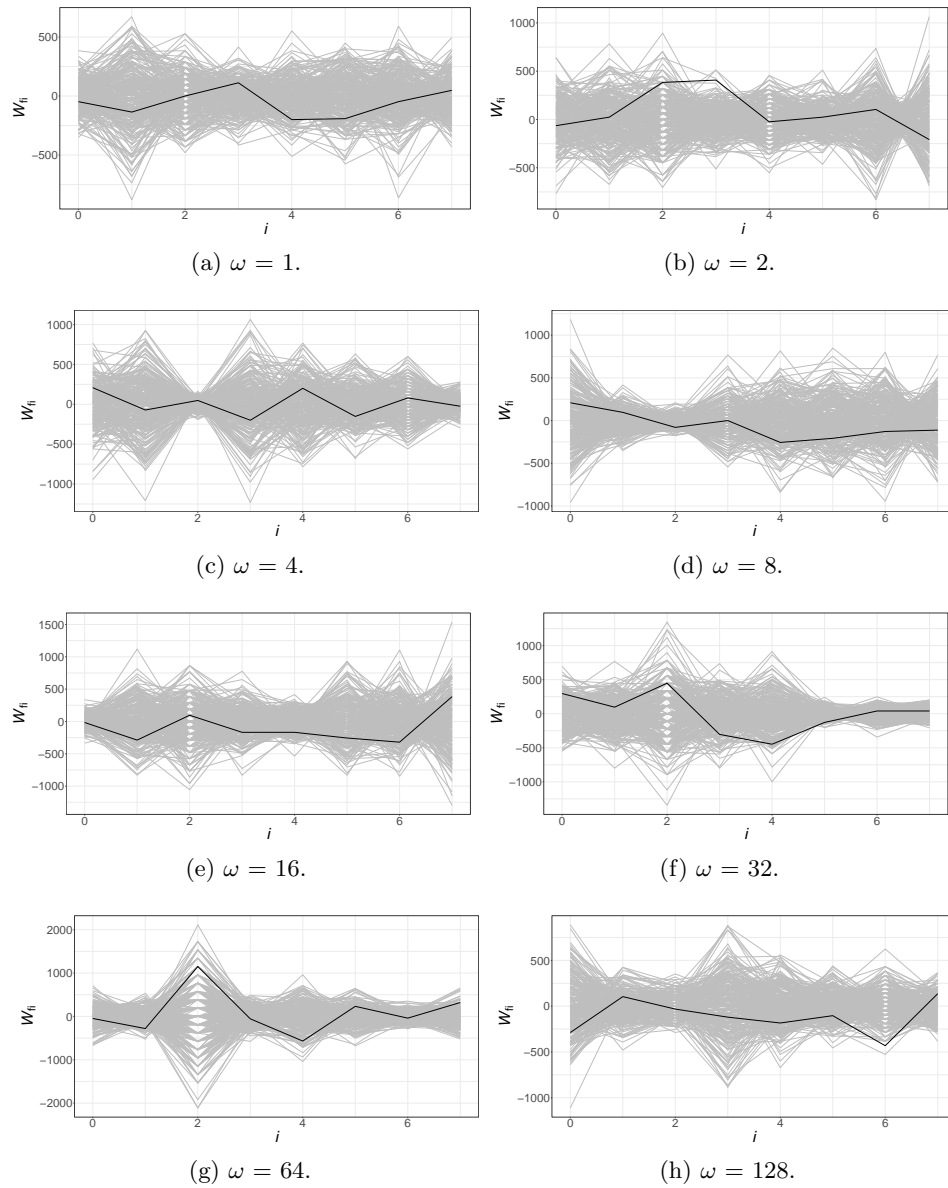 500
0
−500
W_fi
0 2 4 6
i
(a) ω = 1.
1000
500
0
−500
W_fi
0 2 4 6
i
(b) ω = 2.
1000
500
0
−500
−1000
W_fi
0 2 4 6
i
(c) ω = 4.
1000
500
0
−500
−1000
W_fi
0 2 4 6
i
(d) ω = 8.
1500
1000
500
0
−500
−1000
W_fi
0 2 4 6
i
(e) ω = 16.
1000
500
0
−500
−1000
W_fi
0 2 4 6
i
(f) ω = 32.
2000
1000
0
−1000
−2000
W_fi
0 2 4 6
i
(g) ω = 64.
500
0
−500
−1000
W_fi
0 2 4 6
i
(h) ω = 128.